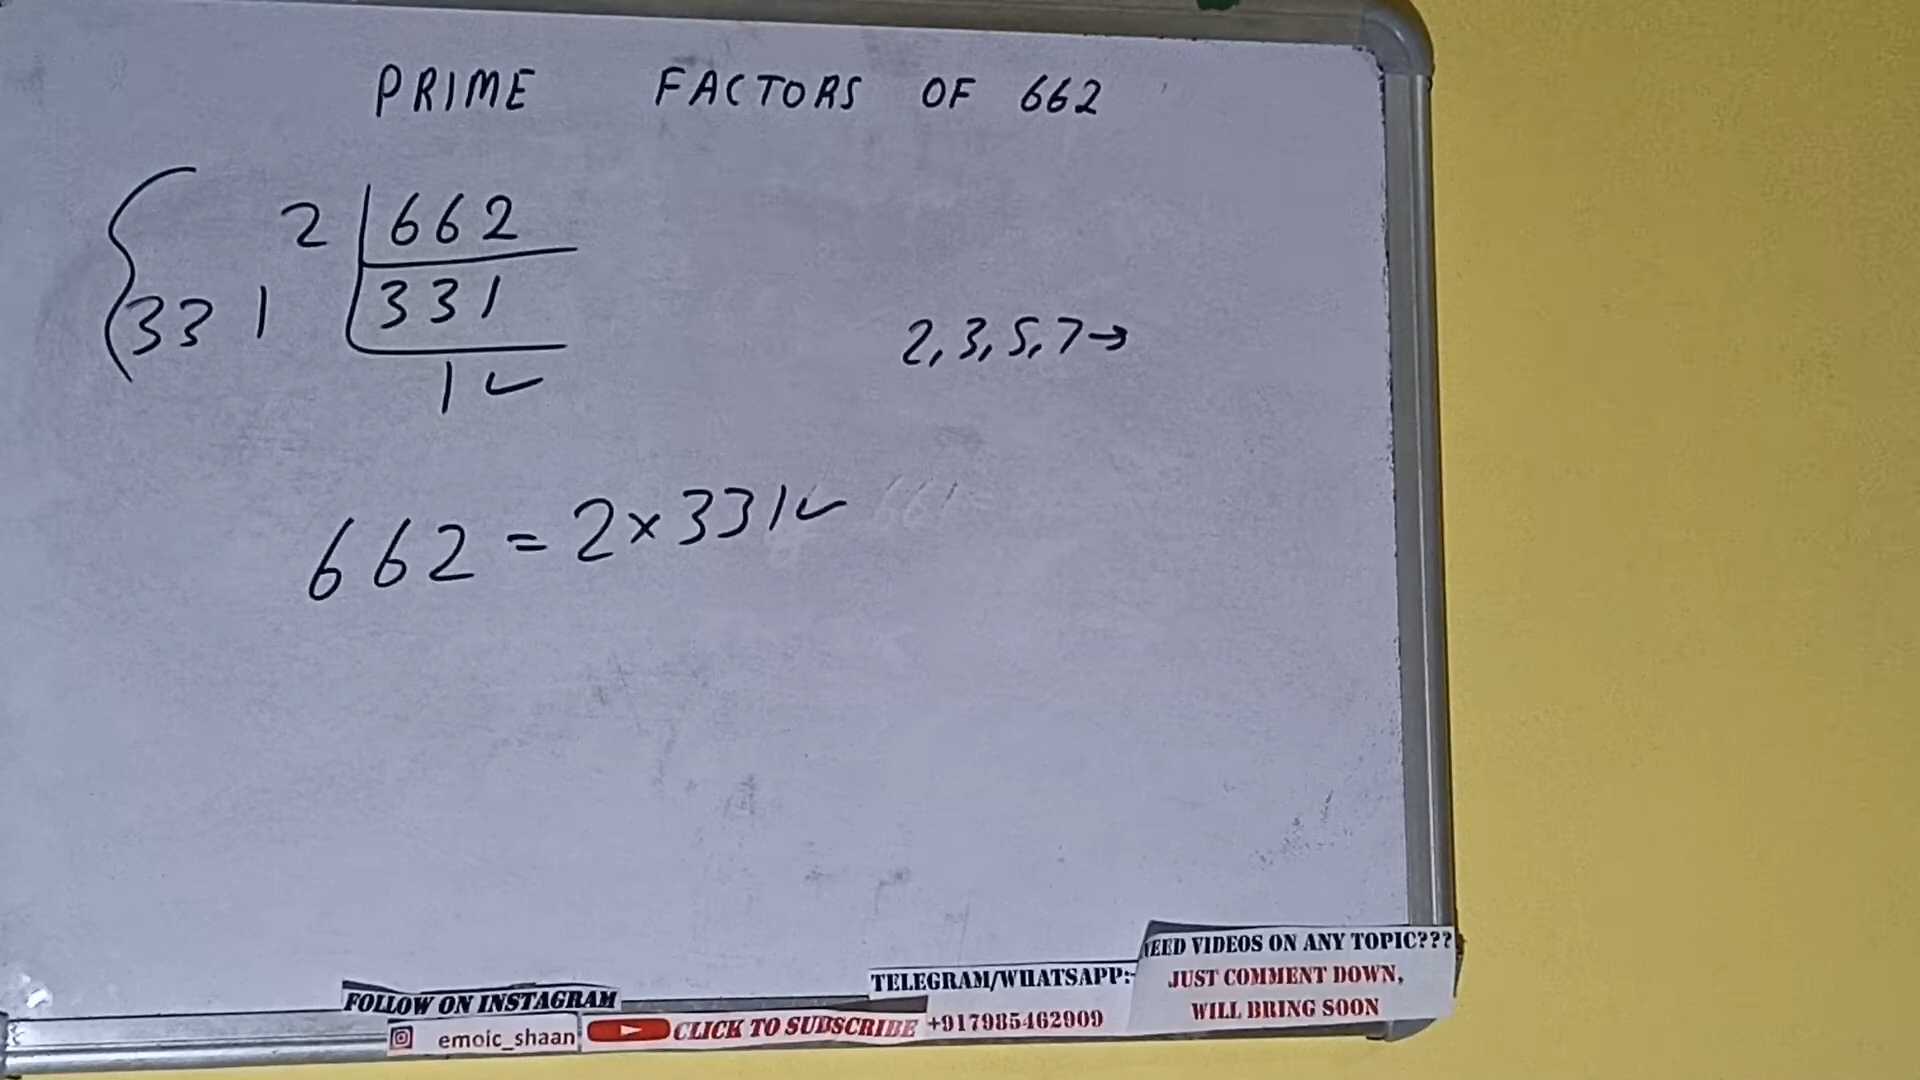 PRIME FACTORS OF 662
2 662
331 331
1
2, 3, 5, 7→
662 = 2×331
FOLLOW ON INSTAGRAM
emoic_shaan
CLICK TO SUBSCRIBE
TELEGRAM/WHATSAPP:-
+917985462909
EED VIDEOS ON ANY TOPIC???
JUST COMMENT DOWN,
WILL BRING SOON